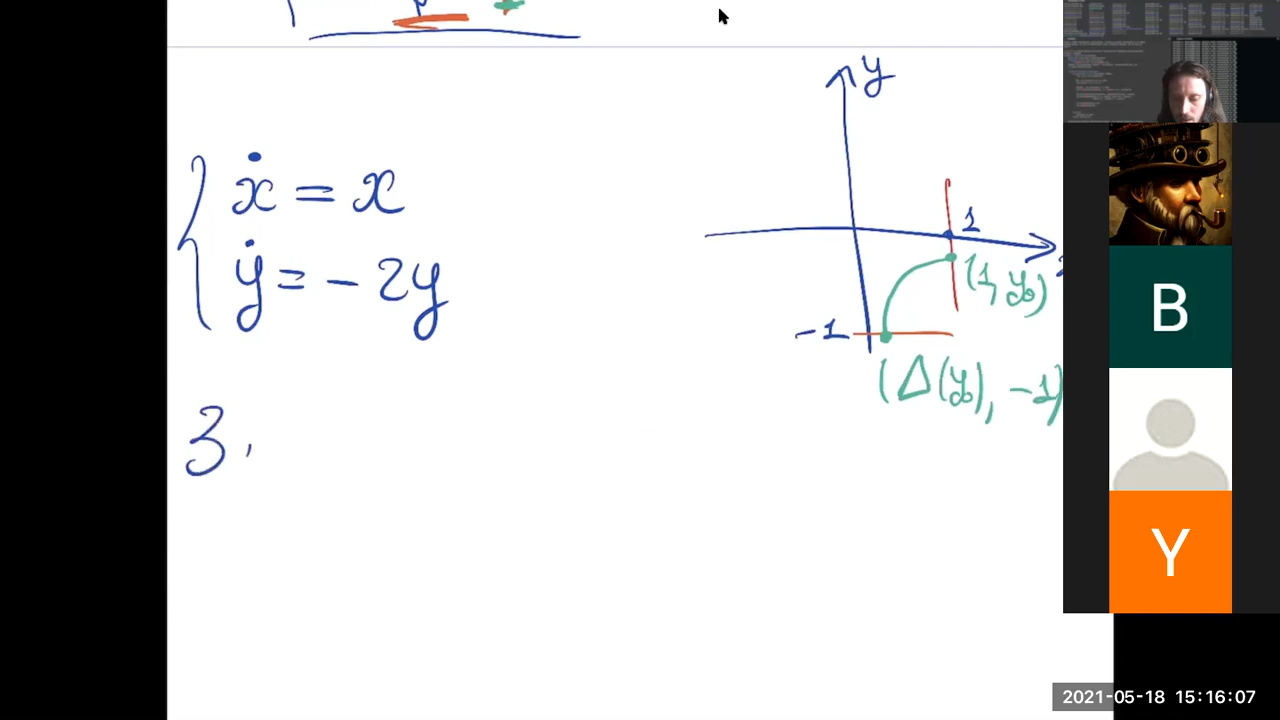 y
ẋ = x
ẏ = - 2y
1
(1, y₀)
-1
(Δ(y₀), -1)
3.
B
Y
2021-05-18 15:16:07